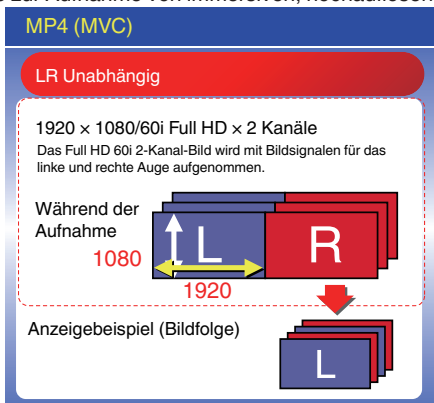 MP4 (MVC)
LR Unabhängig
1920 × 1080/60i Full HD × 2 Kanäle
Das Full HD 60i 2-Kanal-Bild wird mit Bildsignalen für das
linke und rechte Auge aufgenommen.
Während der
Aufnahme
L
R
1080
1920
Anzeigebeispiel (Bildfolge)
L